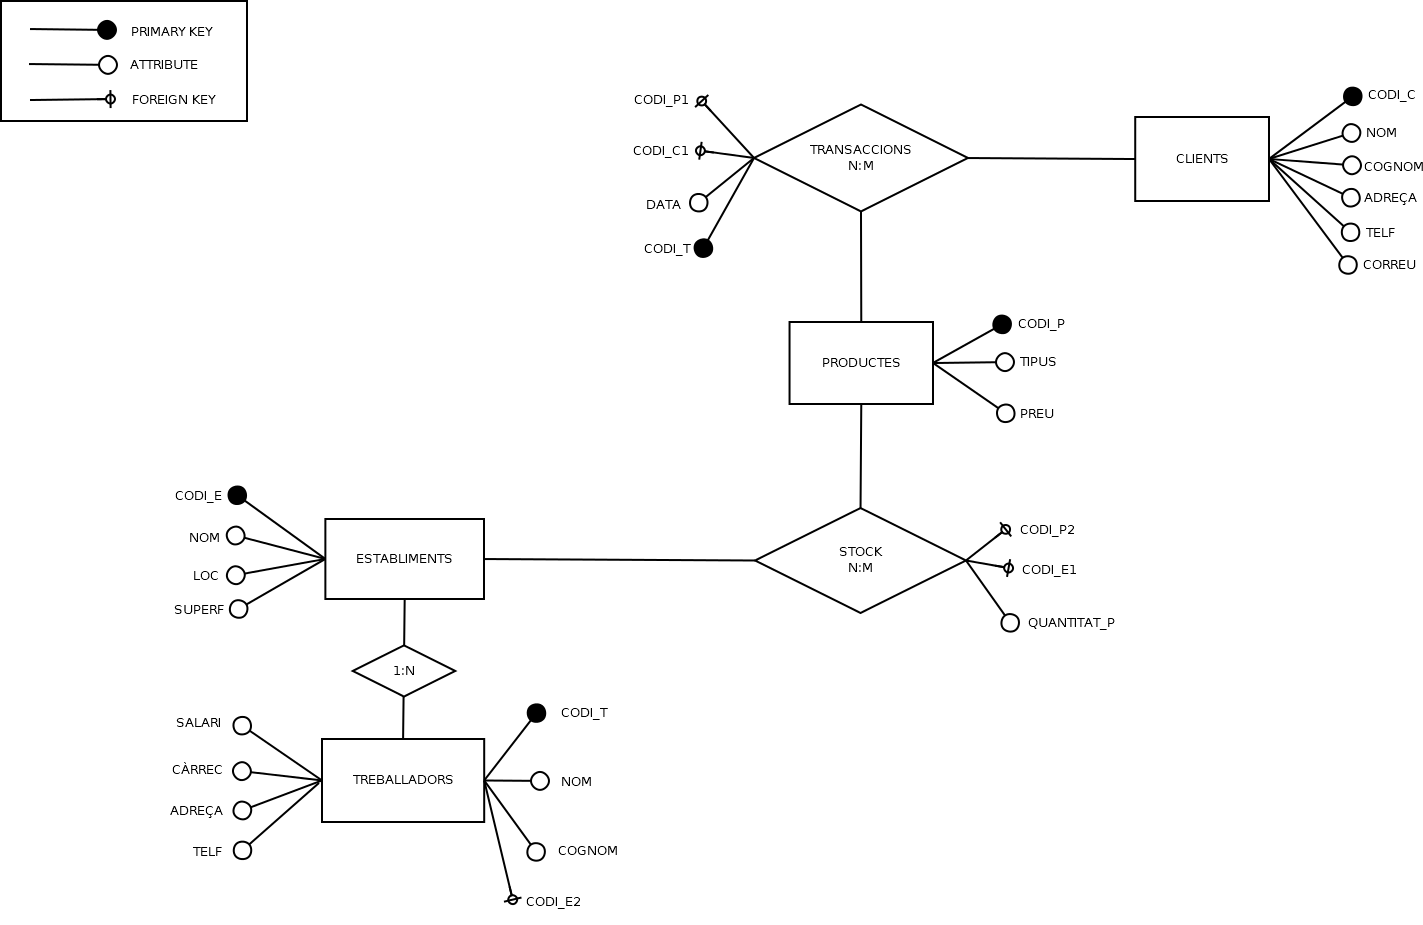 PRIMARY KEY
ATTRIBUTE
FOREIGN KEY
CODI_P1
CODI_C1
DATA
CODI_T
TRANSACCIONS
N:M
CLIENTS
CODI_C
NOM
COGNOM
ADREÇA
TELF
CORREU
PRODUCTES
CODI_P
TIPUS
PREU
CODI_E
NOM
LOC
SUPERF
ESTABLIMENTS
STOCK
N:M
CODI_P2
CODI_E1
QUANTITAT_P
1:N
SALARI
CÀRREC
ADREÇA
TELF
TREBALLADORS
CODI_T
NOM
COGNOM
CODI_E2